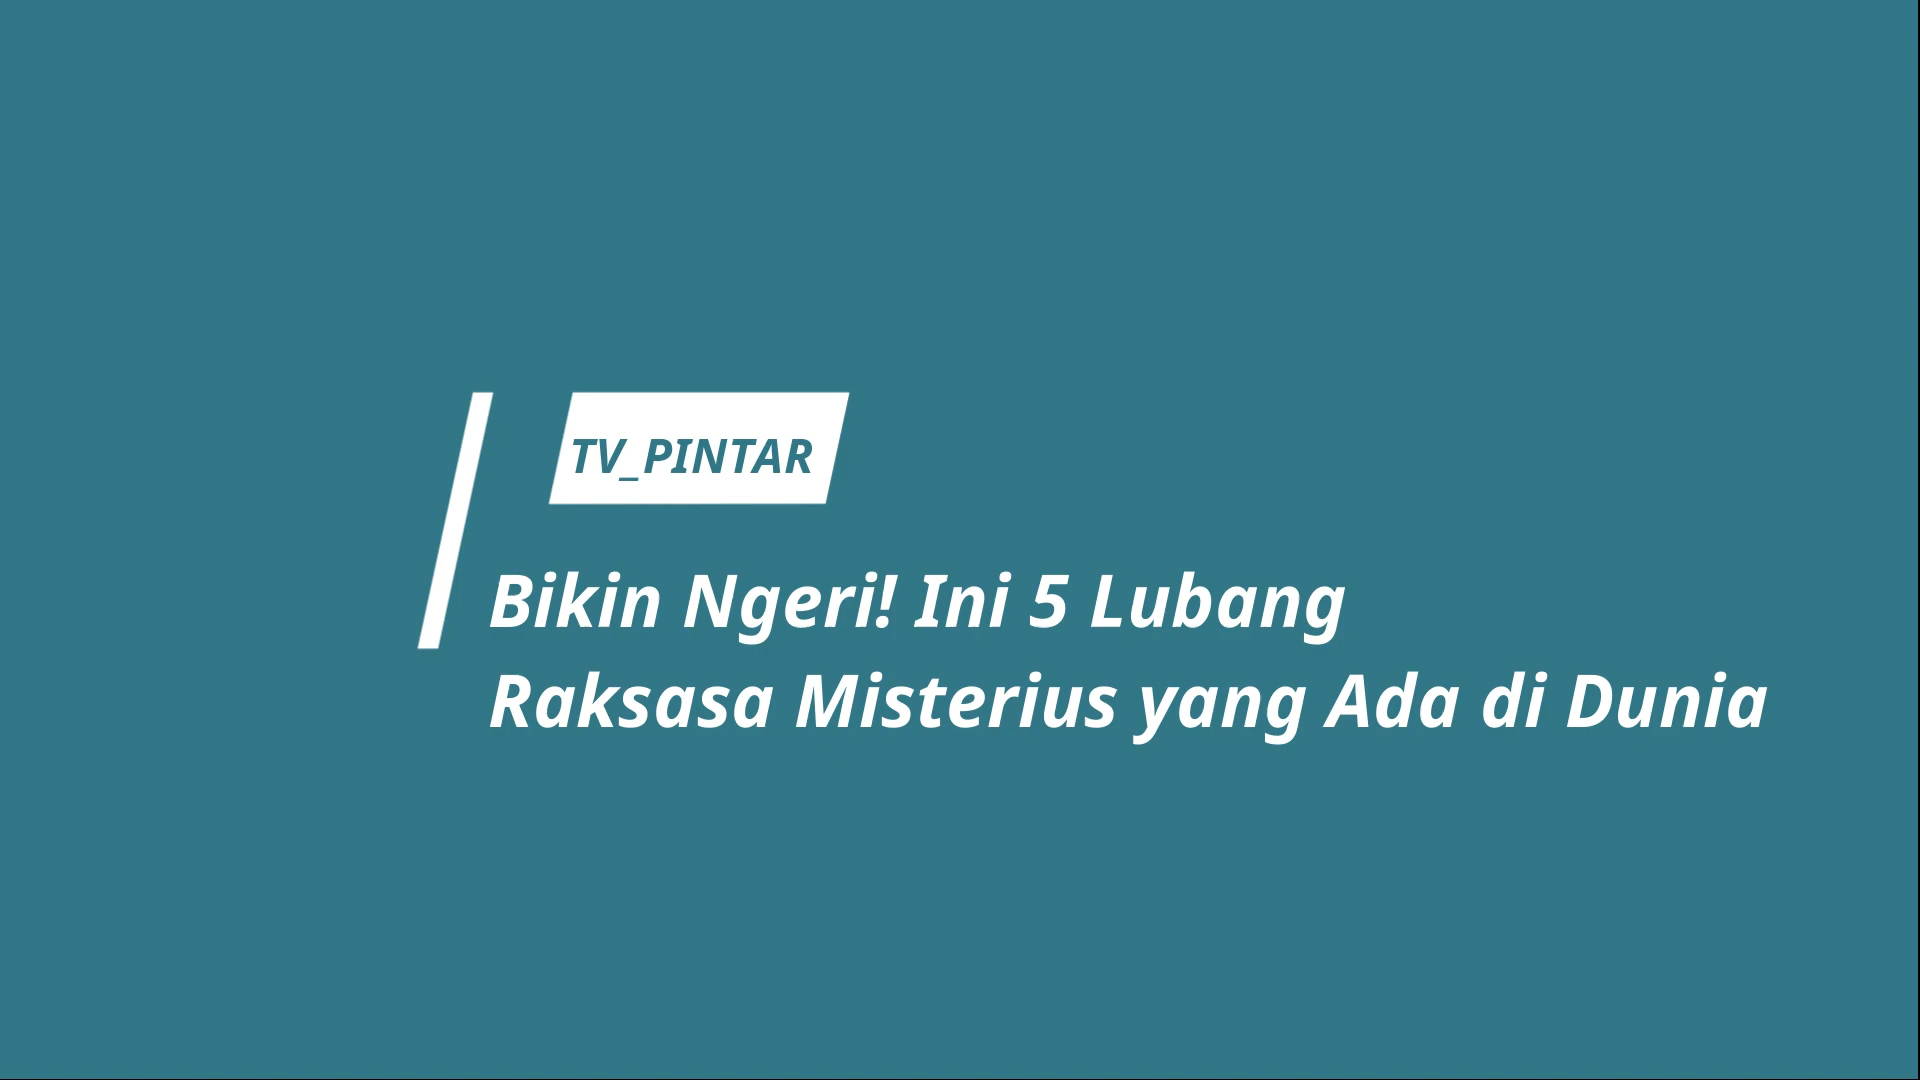 TV_PINTAR
Bikin Ngeri! Ini 5 Lubang
Raksasa Misterius yang Ada di Dunia